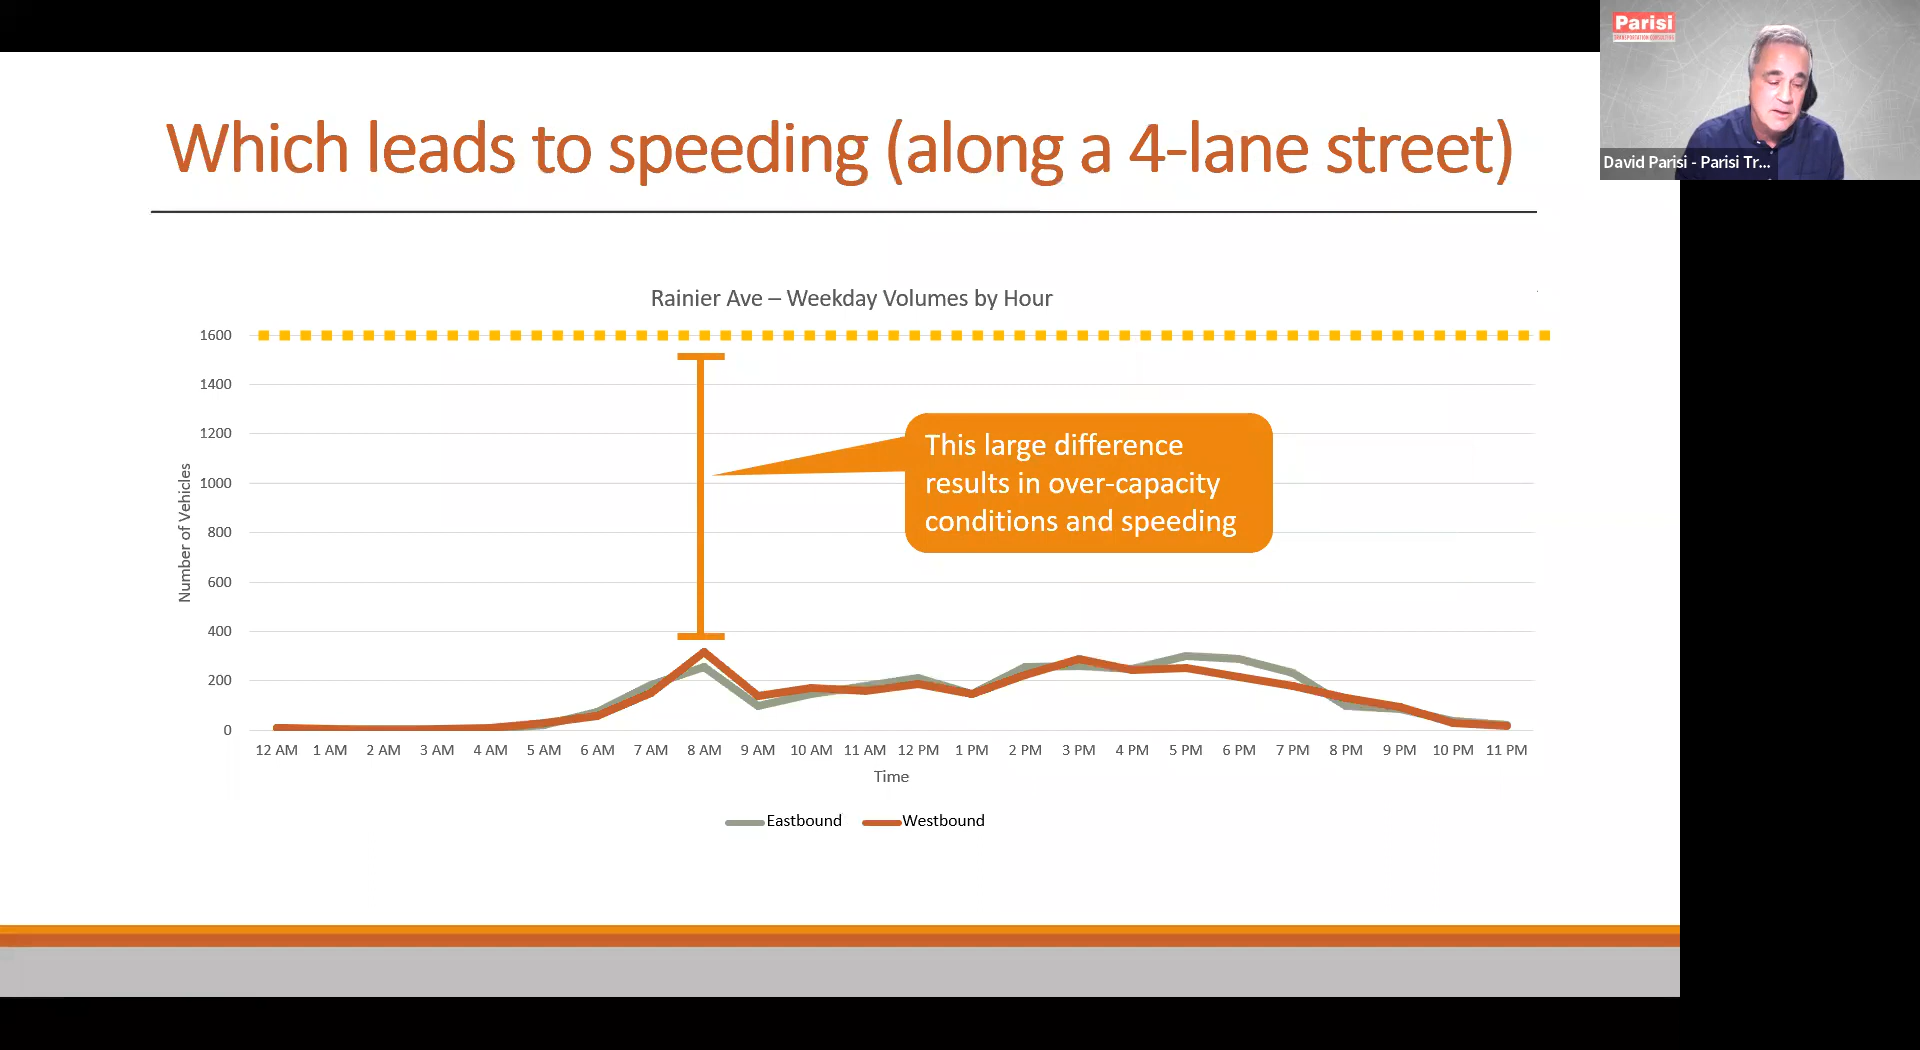 Parisi
TRANSPORTATION CONSULTING
David Parisi - Parisi Tr...
Which leads to speeding (along a 4-lane street)
Rainier Ave – Weekday Volumes by Hour
1600
1400
1200
1000
800
600
400
200
0
Number of Vehicles
This large difference
results in over-capacity
conditions and speeding
12 AM 1 AM 2 AM 3 AM 4 AM 5 AM 6 AM 7 AM 8 AM 9 AM 10 AM 11 AM 12 PM 1 PM 2 PM 3 PM 4 PM 5 PM 6 PM 7 PM 8 PM 9 PM 10 PM 11 PM
Time
Eastbound Westbound